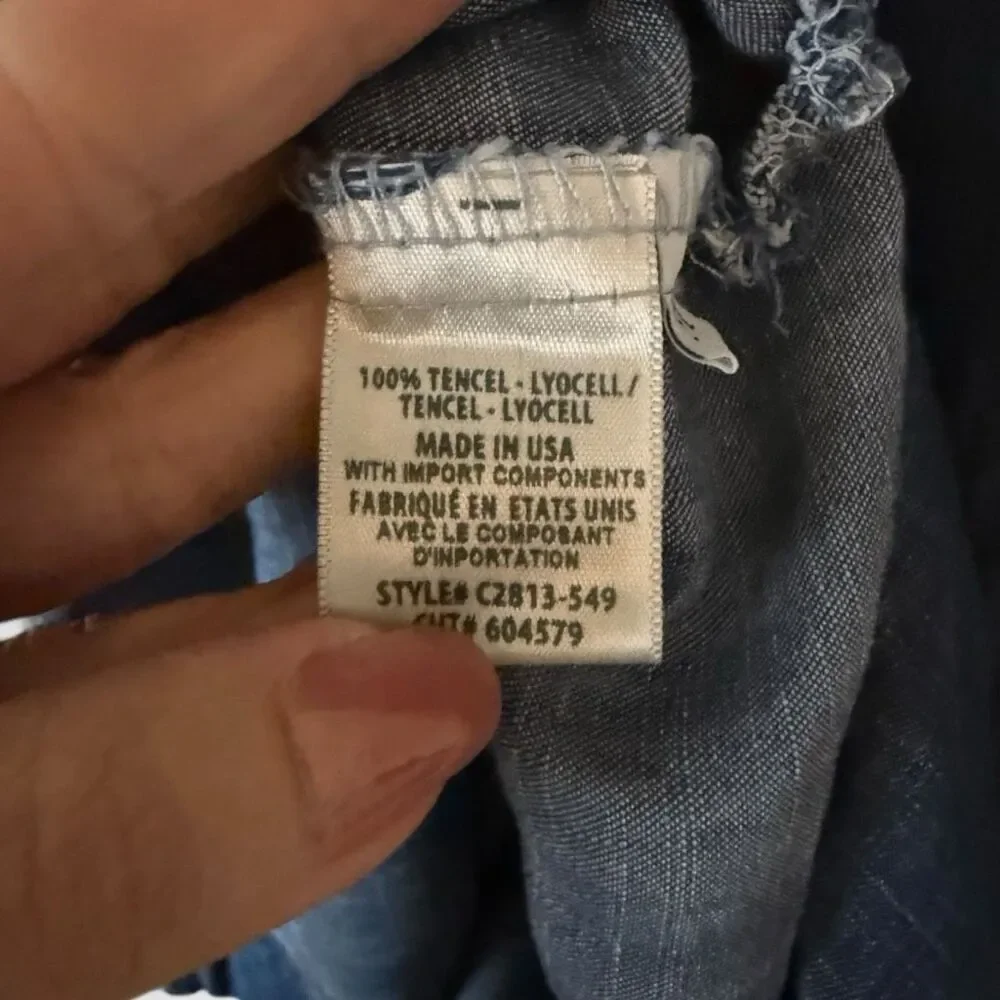 100% TENCEL - LYOCELL /
TENCEL - LYOCELL
MADE IN USA
WITH IMPORT COMPONENTS
FABRIQUÉ EN ETATS UNIS
AVEC LE COMPOSANT
D'INPORTATION
STYLE# C2813-549
CUT# 604579